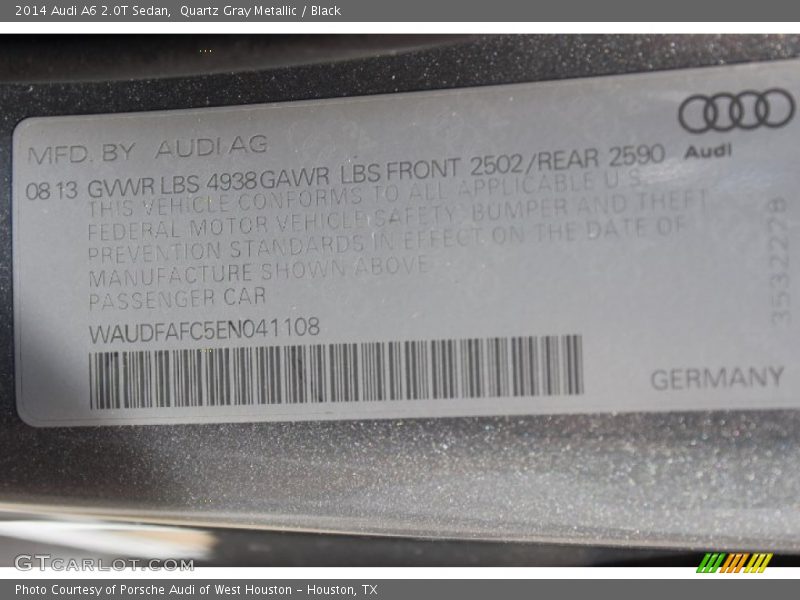 2014 Audi A6 2.0T Sedan,  Quartz Gray Metallic / Black
MFD. BY AUDI AG
Audi
08 13 GVWR LBS 4938 GAWR LBS FRONT 2502/REAR 2590
THIS VEHICLE CONFORMS TO ALL APPLICABLE U.S.
FEDERAL MOTOR VEHICLE SAFETY, BUMPER AND THEFT
PREVENTION STANDARDS IN EFFECT ON THE DATE OF
MANUFACTURE SHOWN ABOVE
PASSENGER CAR
WAUDFAFC5EN041108
3532228
GERMANY
GTCARLOT.COM
Photo Courtesy of Porsche Audi of West Houston - Houston, TX